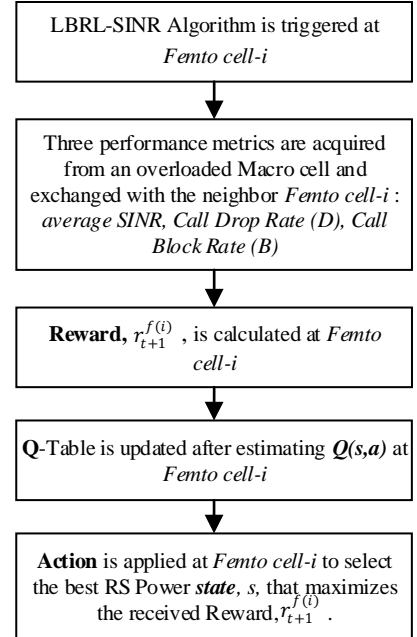 LBRL-SINR Algorithm is triggered at
Femto cell-i
Three performance metrics are acquired
from an overloaded Macro cell and
exchanged with the neighbor Femto cell-i :
average SINR, Call Drop Rate (D), Call
Block Rate (B)
Reward, r_{t+1}^{f(i)} , is calculated at Femto
cell-i
Q-Table is updated after estimating Q(s,a) at
Femto cell-i
Action is applied at Femto cell-i to select
the best RS Power state, s, that maximizes
the received Reward, r_{t+1}^{f(i)} .